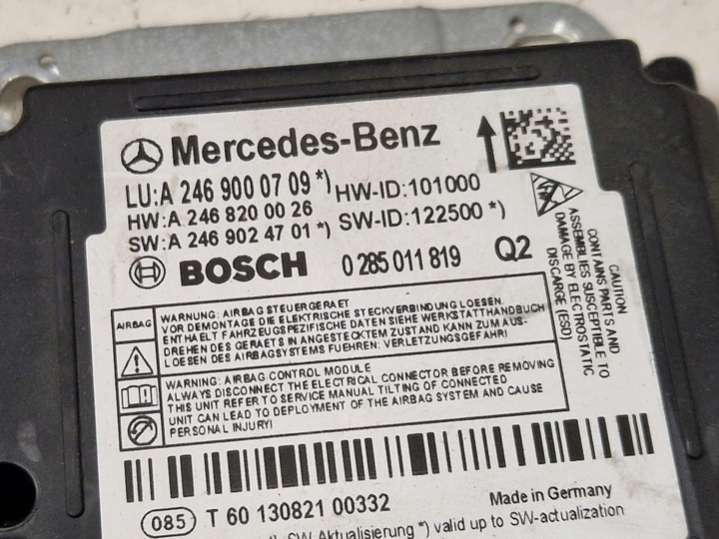 Mercedes-Benz
LU:A 246 900 07 09 *) HW-ID:101000
HW:A 246 820 00 26
SW:A 246 902 47 01 *) SW-ID:122500 *)
BOSCH 0 285 011 819 Q2
CAUTION
CONTAINS PARTS AND
ASSEMBLIES SUSCEPTIBLE TO
DAMAGE BY ELECTROSTATIC
DISCHARGE (ESD)
AIRBAG
WARNUNG: AIRBAG STEUERGERAET
VOR DEMONTAGE DIE ELEKTRISCHE STECKVERBINDUNG LOESEN.
ENTHAELT FAHRZEUGSPEZIFISCHE DATEN SIEHE WERKSTATTHANDBUCH
DREHEN DES GERAETS IN ANGESTECKTEM ZUSTAND KANN ZUM AUS-
LOESEN DES AIRBAGSYSTEMS FUEHREN: VERLETZUNGSGEFAHR!
WARNING: AIRBAG CONTROL MODULE
ALWAYS DISCONNECT THE ELECTRICAL CONNECTOR BEFORE REMOVING
THIS UNIT REFER TO SERVICE MANUAL TILTING OF CONNECTED
UNIT CAN LEAD TO DEPLOYMENT OF THE AIRBAG SYSTEM AND CAUSE
PERSONAL INJURY!
085 T 60 130821 00332 Made in Germany
SW-Aktualisierung *) valid up to SW-actualization